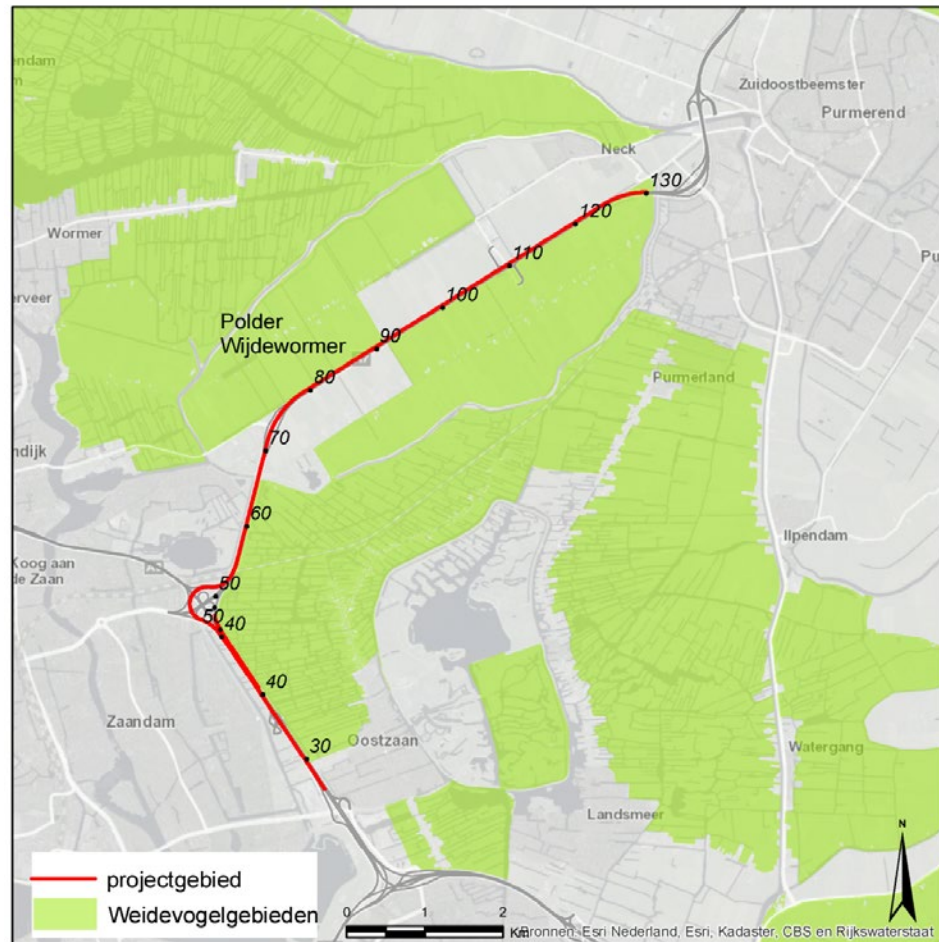 Zuidoostbeemster
Purmerend
Neck
130
120
110
Wormer
100
Polder
Wijdewormer
90
80
Purmerland
70
60
Ilpendam
Koog aan
de Zaan
50
50
40
40
Zaandam
Oostzaan
30
Watergang
Landsmeer
N
projectgebied
Weidevogelgebieden
0 1 2
Km
Bronnen: Esri Nederland, Esri, Kadaster, CBS en Rijkswaterstaat